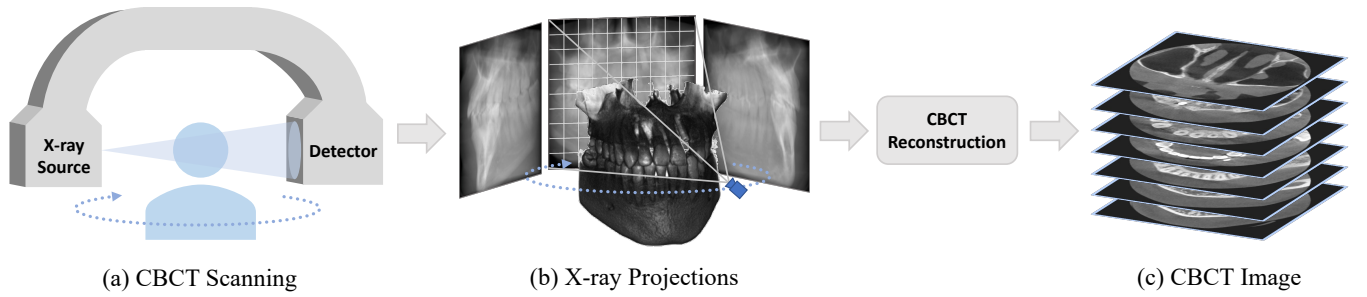 X-ray
Source
Detector
CBCT
Reconstruction
(a) CBCT Scanning
(b) X-ray Projections
(c) CBCT Image